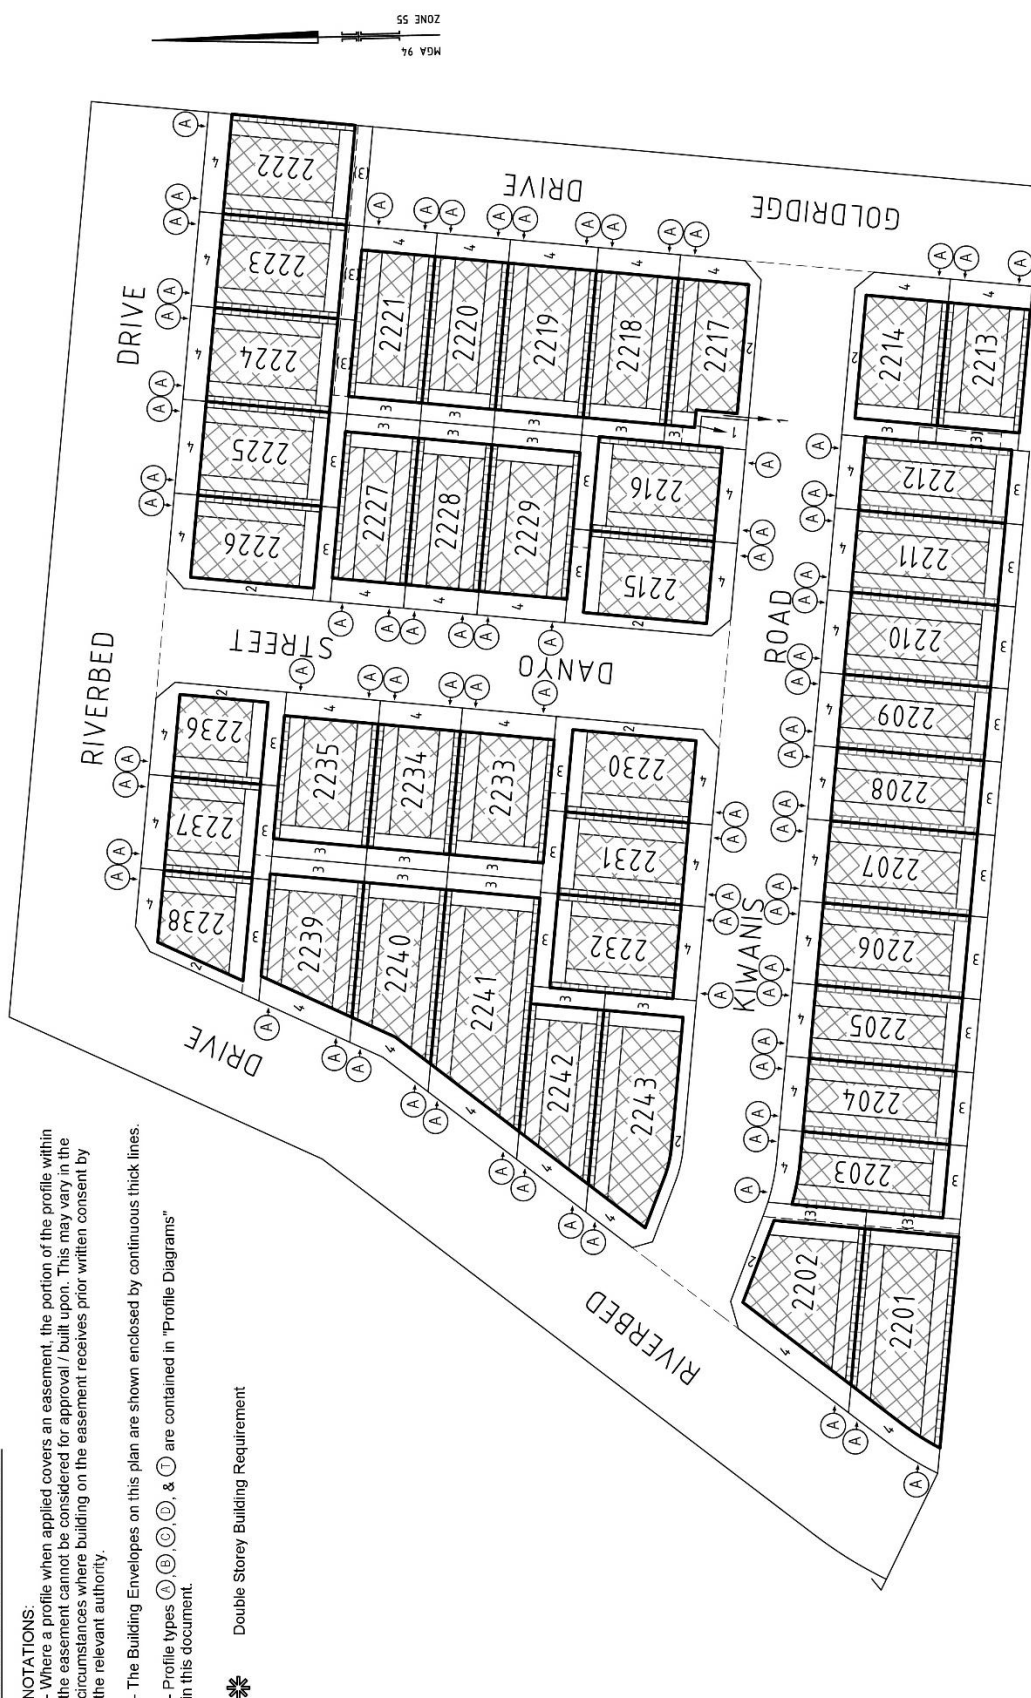 NOTATIONS:
- Where a profile when applied covers an easement, the portion of the profile within
the easement cannot be considered for approval / built upon. This may vary in the
circumstances where building on the easement receives prior written consent by
the relevant authority.
- The Building Envelopes on this plan are shown enclosed by continuous thick lines.
- Profile types A, B, C, D, & T are contained in "Profile Diagrams"
in this document.
Double Storey Building Requirement
MGA 94
ZONE 55
RIVERBED
DRIVE
GOLDRIDGE
DRIVE
DANYO
STREET
KIWANIS
ROAD
RIVERBED
DRIVE
2222
2223
2224
2225
2226
2221
2220
2219
2218
2217
2227
2228
2229
2216
2215
2214
2213
2212
2211
2210
2209
2208
2207
2206
2205
2204
2203
2202
2201
2236
2237
2238
2235
2234
2233
2230
2231
2232
2239
2240
2241
2242
2243